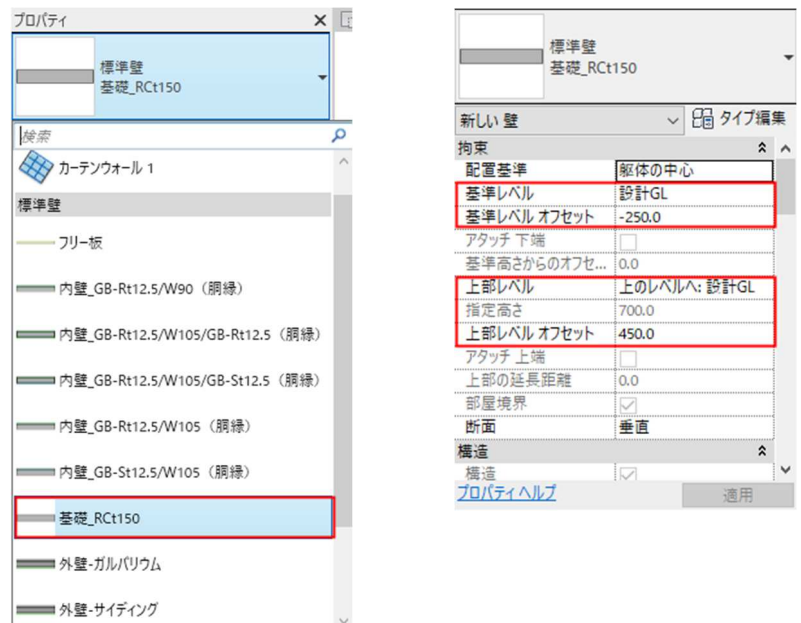 プロパティ
標準壁
基礎_RCt150
検索
カーテンウォール 1
標準壁
フリー板
内壁_GB-Rt12.5/W90（胴縁）
内壁_GB-Rt12.5/W105/GB-Rt12.5（胴縁）
内壁_GB-Rt12.5/W105/GB-St12.5（胴縁）
内壁_GB-Rt12.5/W105（胴縁）
内壁_GB-St12.5/W105（胴縁）
基礎_RCt150
外壁-ガルバリウム
外壁-サイディング
標準壁
基礎_RCt150
新しい 壁 タイプ編集
拘束
配置基準 躯体の中心
基準レベル 設計GL
基準レベル オフセット -250.0
アタッチ 下端
基準高さからのオフセ... 0.0
上部レベル 上のレベルへ: 設計GL
指定高さ 700.0
上部レベル オフセット 450.0
アタッチ 上端
上部の延長距離 0.0
部屋境界
断面 垂直
構造
構造
プロパティ ヘルプ 適用